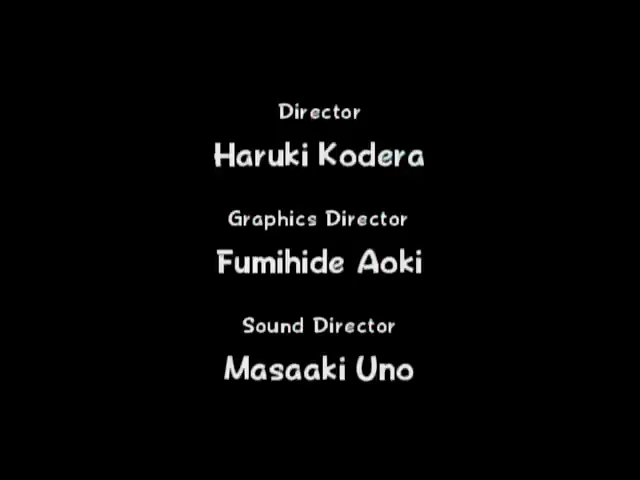 Director
Haruki Kodera
Graphics Director
Fumihide Aoki
Sound Director
Masaaki Uno